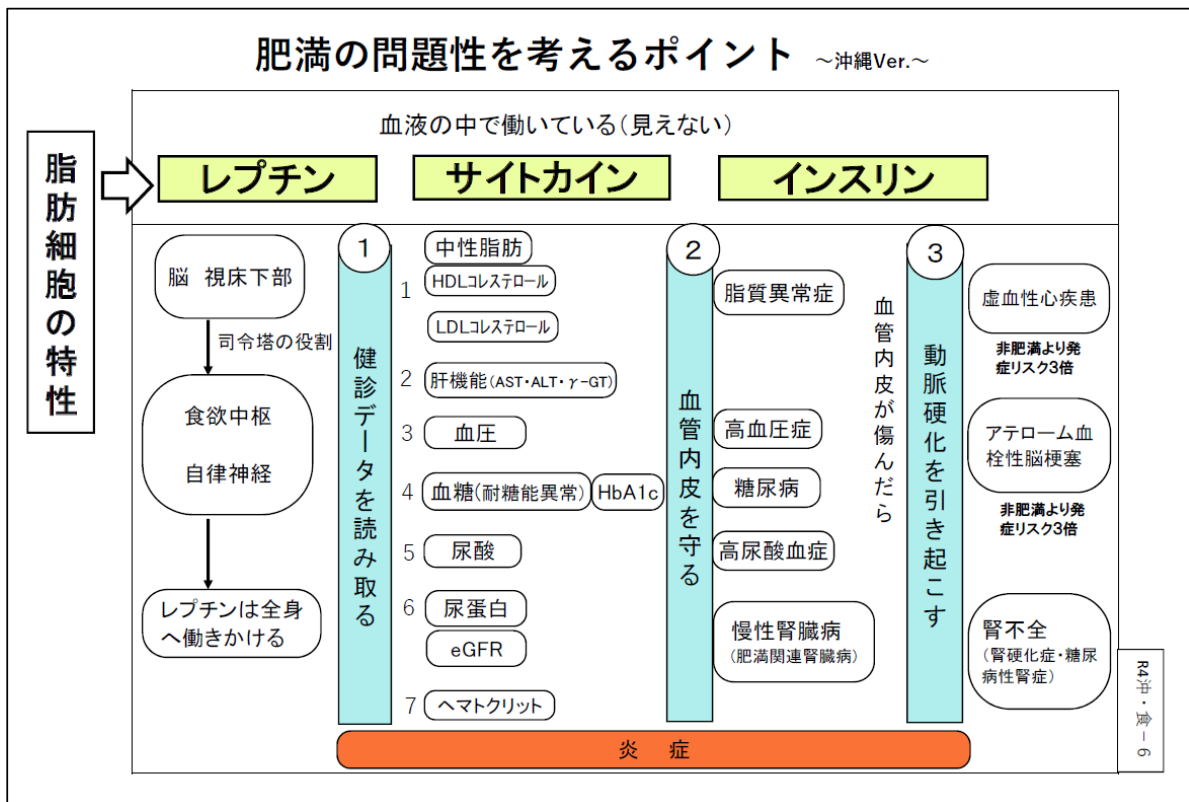 肥満の問題性を考えるポイント ～沖縄Ver.～
脂肪細胞の特性
血液の中で働いている(見えない)
レプチン
サイトカイン
インスリン
脳 視床下部
司令塔の役割
食欲中枢
自律神経
レプチンは全身
へ働きかける
1
健診データを読み取る
1
中性脂肪
HDLコレステロール
LDLコレステロール
2
肝機能(AST・ALT・γ-GT)
3
血圧
4
血糖(耐糖能異常)
HbA1c
5
尿酸
6
尿蛋白
eGFR
7
ヘマトクリット
2
血管内皮を守る
脂質異常症
高血圧症
糖尿病
高尿酸血症
慢性腎臓病
(肥満関連腎臓病)
血管内皮が傷んだら
3
動脈硬化を引き起こす
虚血性心疾患
非肥満より発
症リスク3倍
アテローム血
栓性脳梗塞
非肥満より発
症リスク3倍
腎不全
(腎硬化症・糖尿
病性腎症)
炎 症
R4沖・食－6